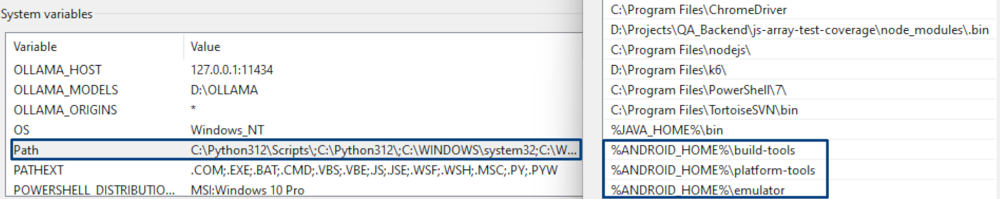 System variables
Variable Value
OLLAMA_HOST 127.0.0.1:11434
OLLAMA_MODELS D:\OLLAMA
OLLAMA_ORIGINS *
OS Windows_NT
Path C:\Python312\Scripts\;C:\Python312\;C:\WINDOWS\system32;C:\W...
PATHEXT .COM;.EXE;.BAT;.CMD;.VBS;.VBE;.JS;.JSE;.WSF;.WSH;.MSC;.PY;.PYW
POWERSHELL_DISTRIBUTIO... MSI:Windows 10 Pro
C:\Program Files\ChromeDriver
D:\Projects\QA_Backend\js-array-test-coverage\node_modules\.bin
C:\Program Files\nodejs\
D:\Program Files\k6\
C:\Program Files\PowerShell\7\
C:\Program Files\TortoiseSVN\bin
%JAVA_HOME%\bin
%ANDROID_HOME%\build-tools
%ANDROID_HOME%\platform-tools
%ANDROID_HOME%\emulator